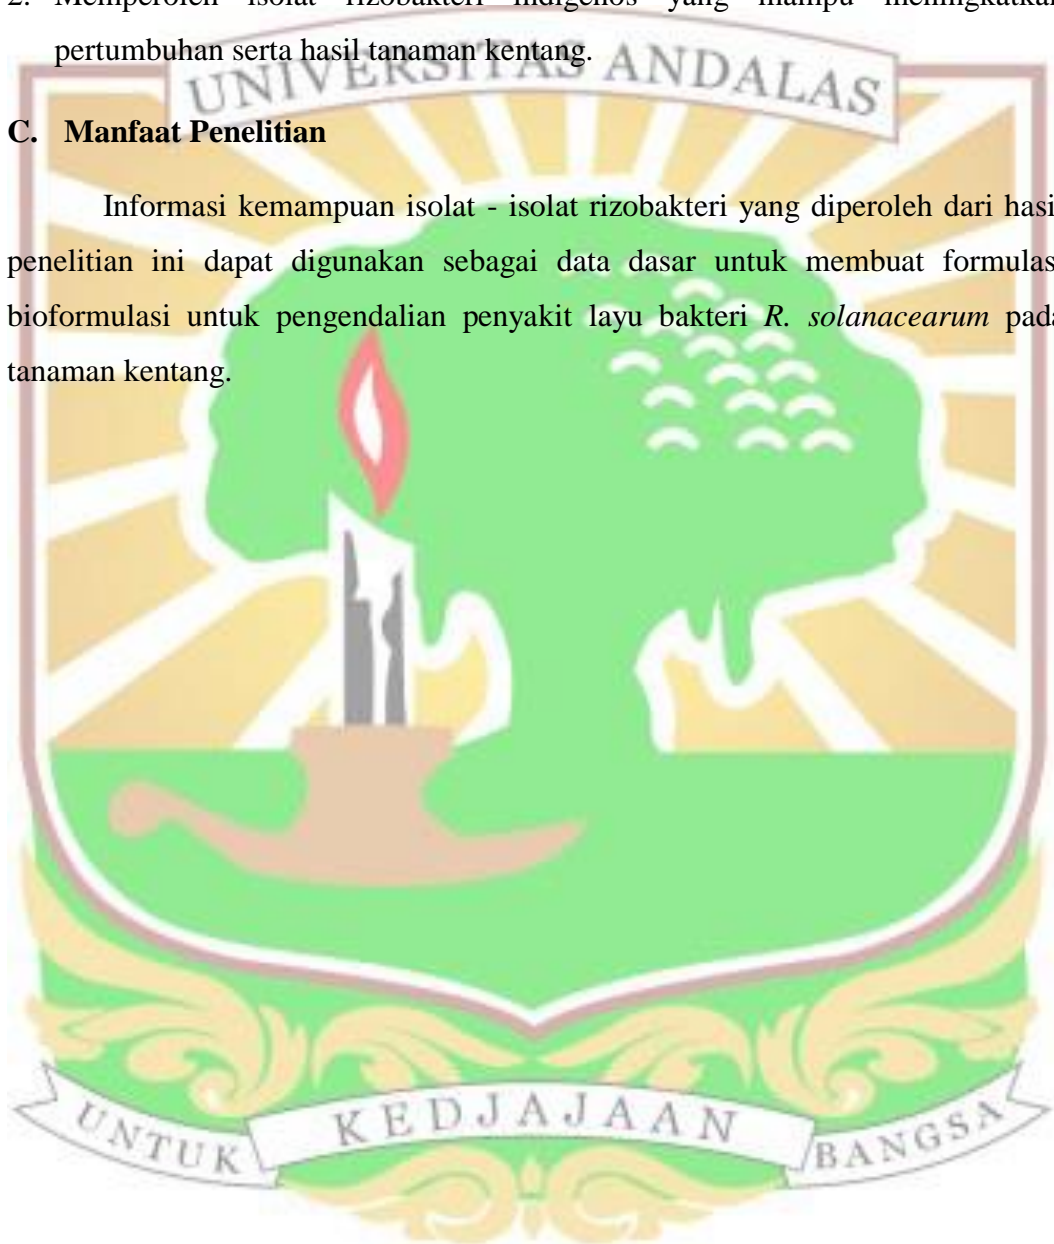 2. Memperoleh isolat rizobakteri indigenos yang mampu meningkatka
pertumbuhan serta hasil tanaman kentang.
UNIVERSITAS ANDALAS
C. Manfaat Penelitian
Informasi kemampuan isolat - isolat rizobakteri yang diperoleh dari hasi
penelitian ini dapat digunakan sebagai data dasar untuk membuat formulas
bioformulasi untuk pengendalian penyakit layu bakteri R. solanacearum pada
tanaman kentang.
UNTUK KEDJAJAAN BANGSA